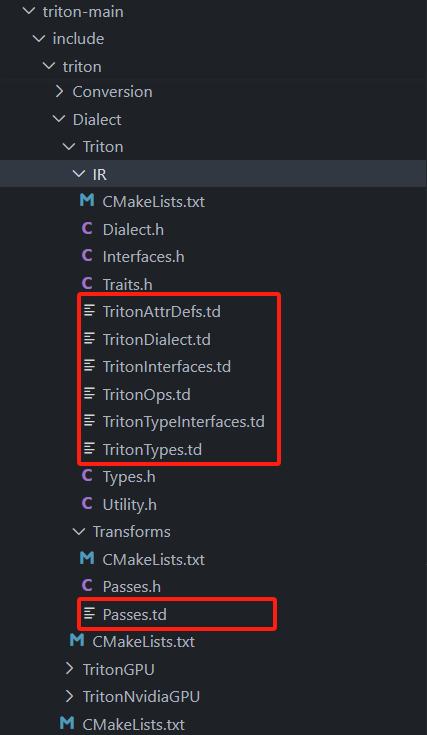 triton-main
include
triton
Conversion
Dialect
Triton
IR
CMakeLists.txt
Dialect.h
Interfaces.h
Traits.h
TritonAttrDefs.td
TritonDialect.td
TritonInterfaces.td
TritonOps.td
TritonTypeInterfaces.td
TritonTypes.td
Types.h
Utility.h
Transforms
CMakeLists.txt
Passes.h
Passes.td
CMakeLists.txt
TritonGPU
TritonNvidiaGPU
CMakeLists.txt